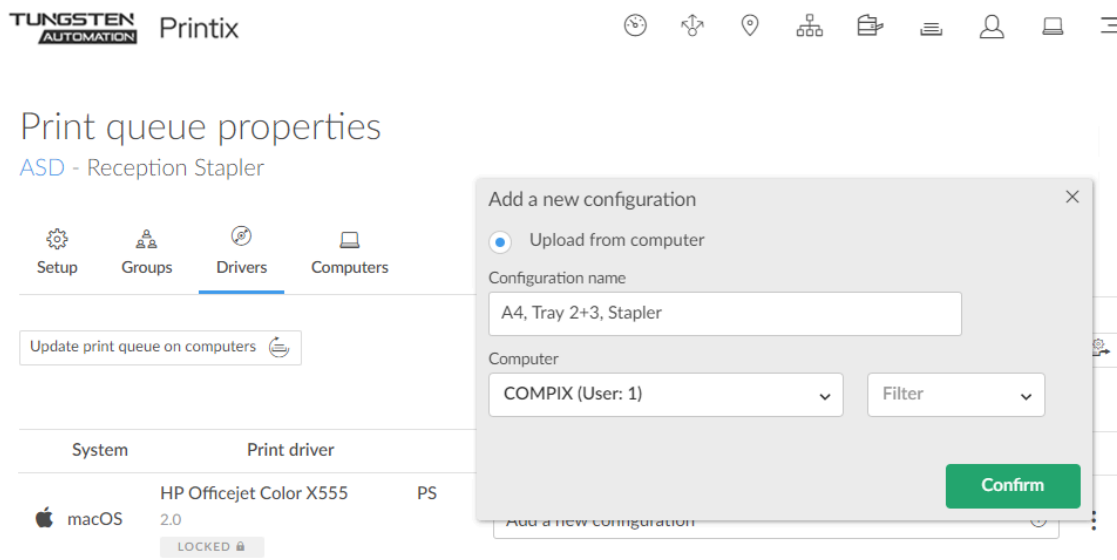 TUNGSTEN
AUTOMATION
Printix
Print queue properties
ASD - Reception Stapler
Setup
Groups
Drivers
Computers
Update print queue on computers
Add a new configuration
Upload from computer
Configuration name
A4, Tray 2+3, Stapler
Computer
COMPIX (User: 1)
Filter
Confirm
System
Print driver
macOS
HP Officejet Color X555
PS
2.0
LOCKED
Add a new configuration